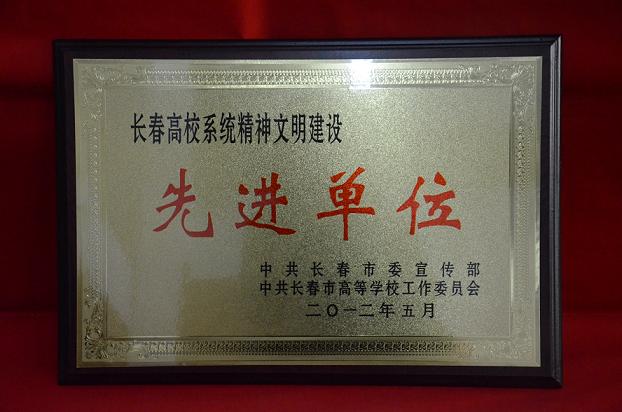 长春高校系统精神文明建设
先进单位
中共长春市委宣传部
中共长春市高等学校工作委员会
二〇一二年五月